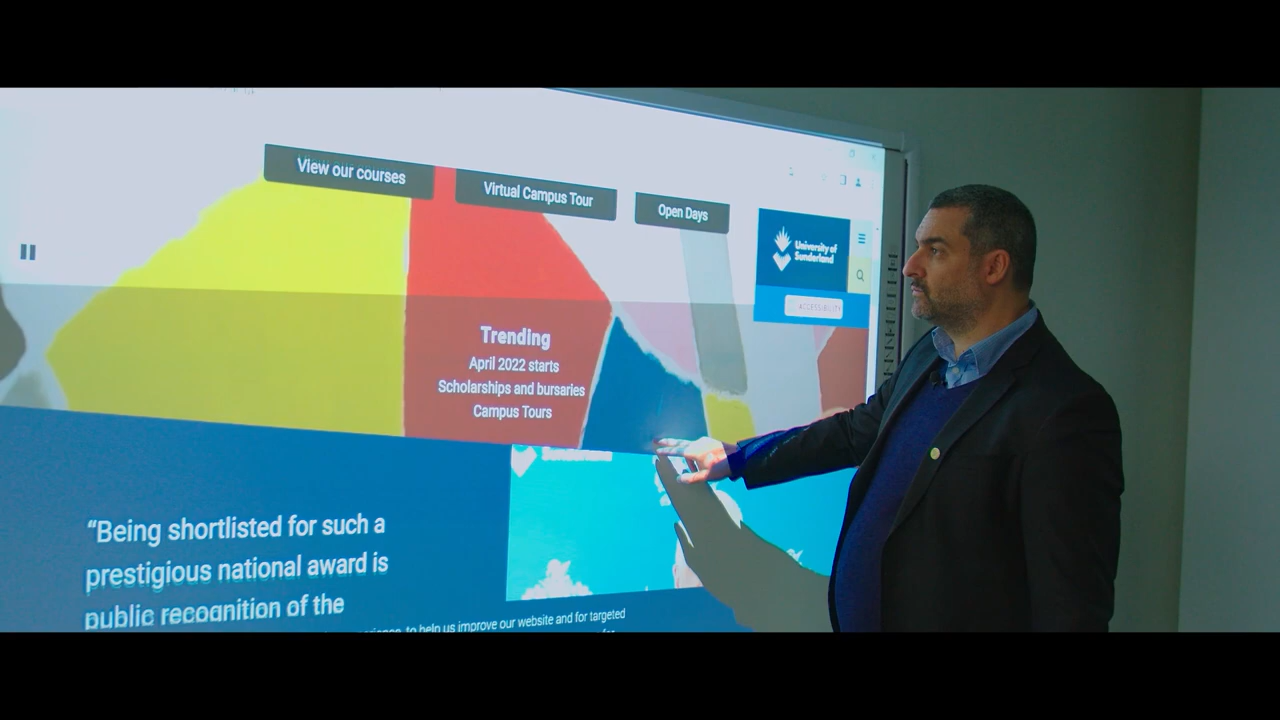 View our courses
Virtual Campus Tour
Open Days
University of
Sunderland
ACCESSIBILITY
Trending
April 2022 starts
Scholarships and bursaries
Campus Tours
Sunderland
“Being shortlisted for such a
prestigious national award is
public recognition of the
to help us improve our website and for targeted